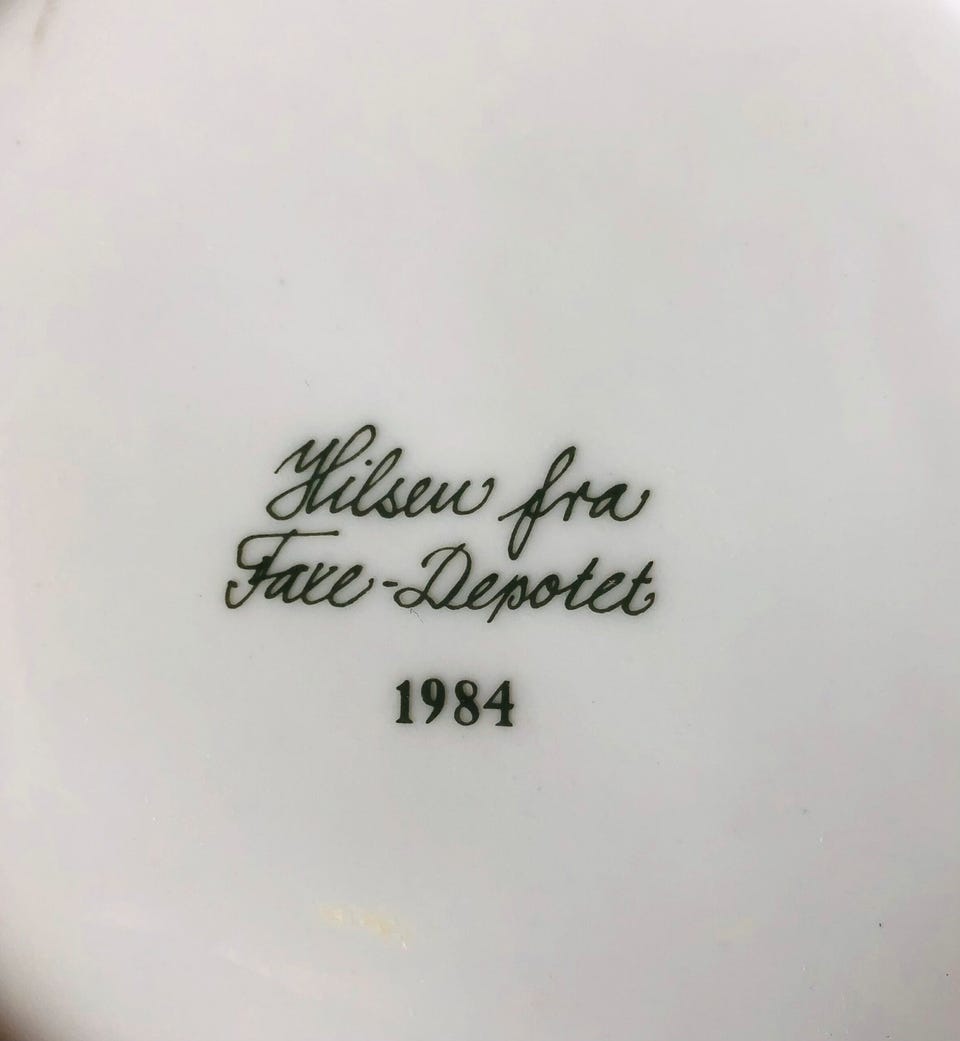 Hilsen fra
Faxe-Depotet
1984